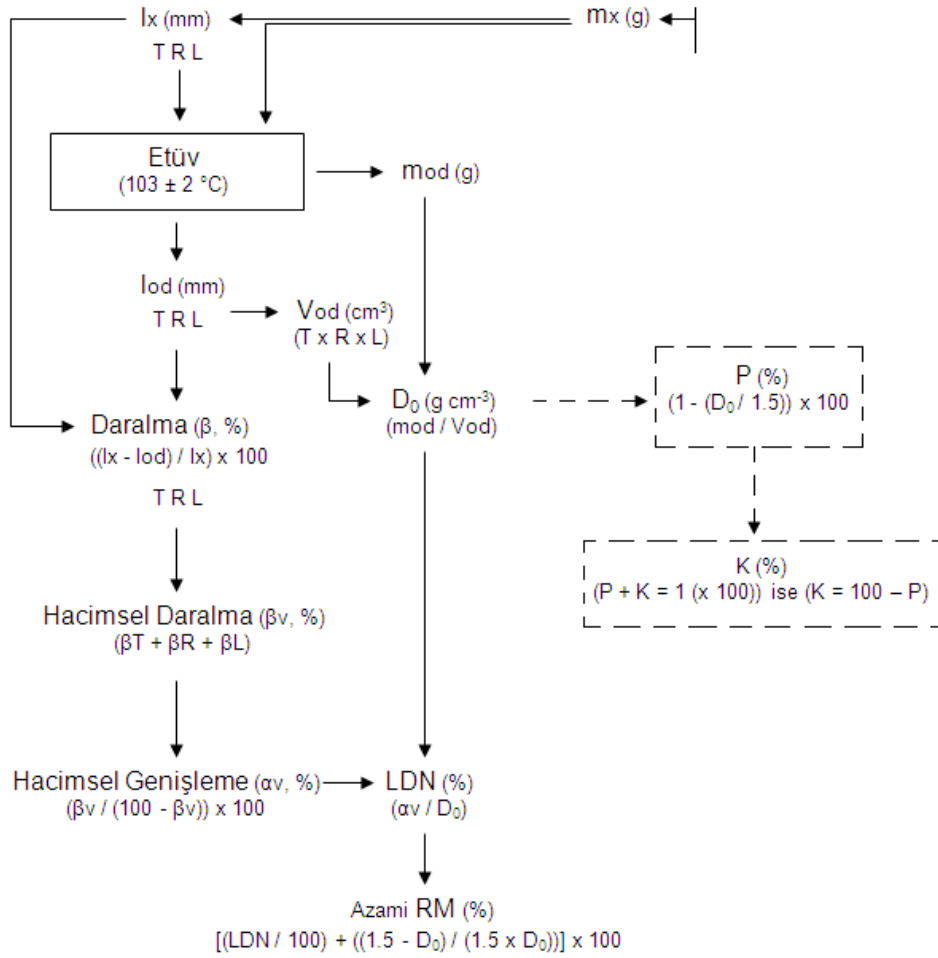 lx (mm)
T R L
mx (g)
Etüv
(103 ± 2 °C)
mod (g)
lod (mm)
T R L
Vod (cm³)
(T x R x L)
Daralma (β, %)
((lx - lod) / lx) x 100
T R L
D₀ (g cm⁻³)
(mod / Vod)
P (%)
(1 - (D₀ / 1.5)) x 100
K (%)
(P + K = 1 (x 100)) ise (K = 100 – P)
Hacimsel Daralma (βv, %)
(βT + βR + βL)
Hacimsel Genişleme (αv, %)
(βv / (100 - βv)) x 100
LDN (%)
(αv / D₀)
Azami RM (%)
[(LDN / 100) + ((1.5 - D₀) / (1.5 x D₀))] x 100